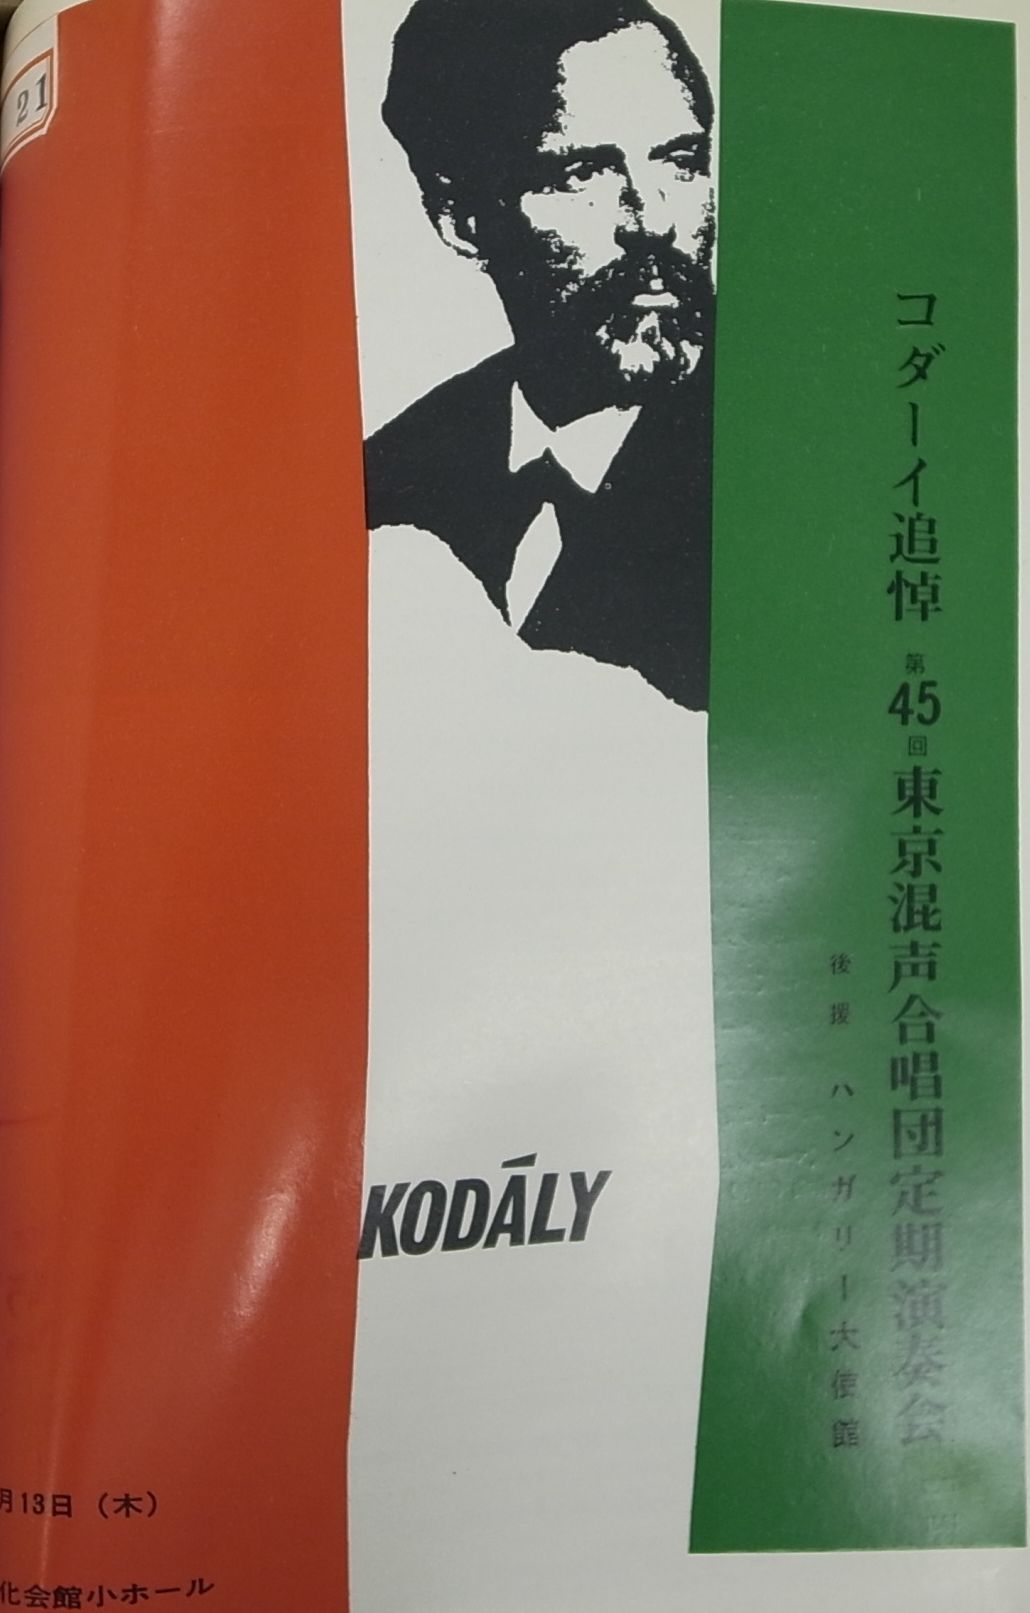 21
コダーイ追悼 第45回 東京混声合唱団定期演奏会
後援 ハンガリー大使館
KODÁLY
月13日（木）
化会館小ホール